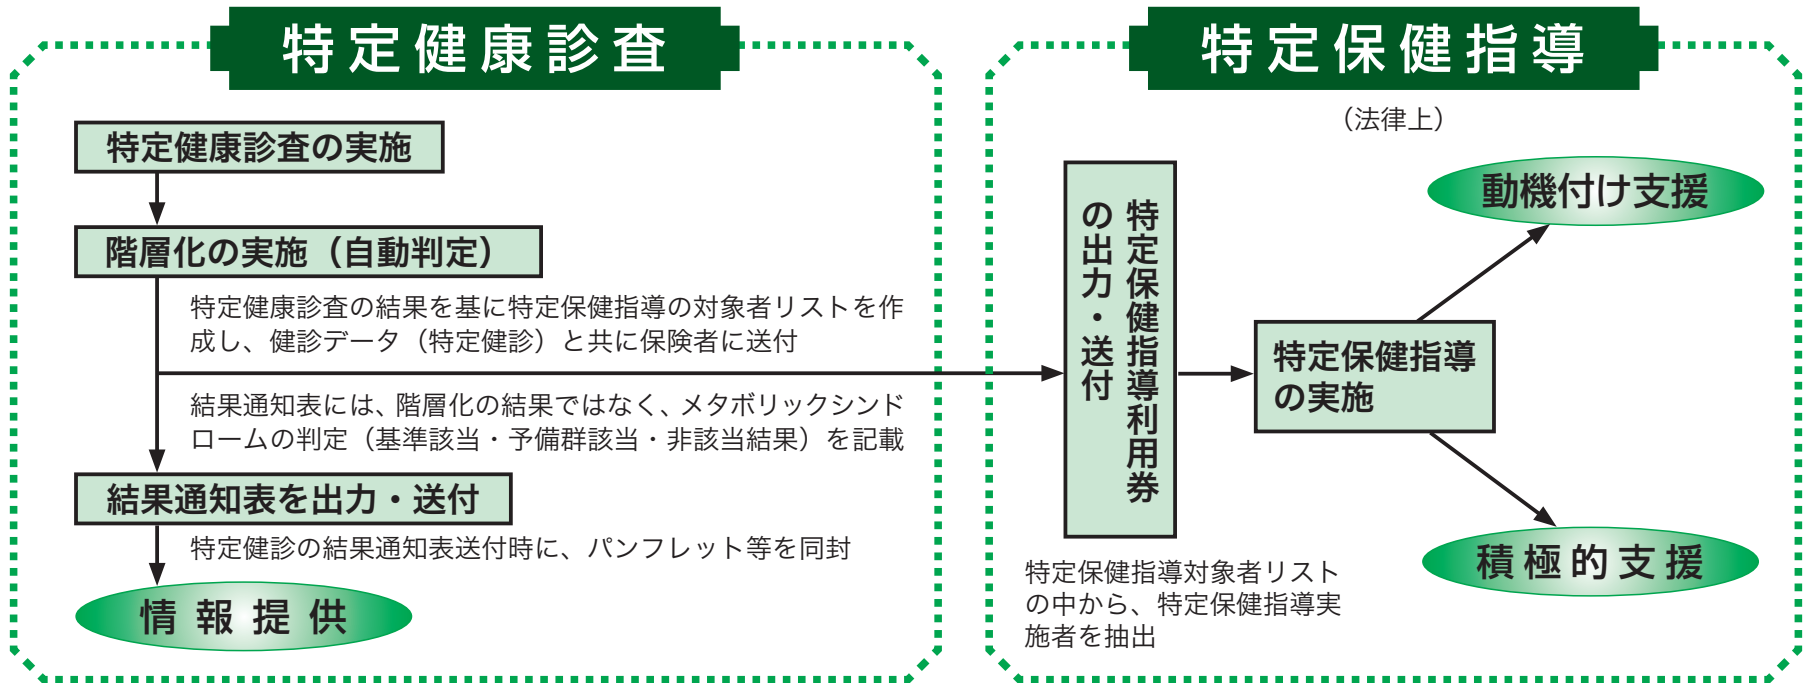 特定健康診査
特定健康診査の実施
階層化の実施（自動判定）
特定健康診査の結果を基に特定保健指導の対象者リストを作
成し、健診データ（特定健診）と共に保険者に送付
結果通知表には、階層化の結果ではなく、メタボリックシンド
ロームの判定（基準該当・予備群該当・非該当結果）を記載
結果通知表を出力・送付
特定健診の結果通知表送付時に、パンフレット等を同封
情報提供
特定保健指導
（法律上）
特定保健指導利用券
の出力・送付
特定保健指導対象者リスト
の中から、特定保健指導実
施者を抽出
特定保健指導
の実施
動機付け支援
積極的支援